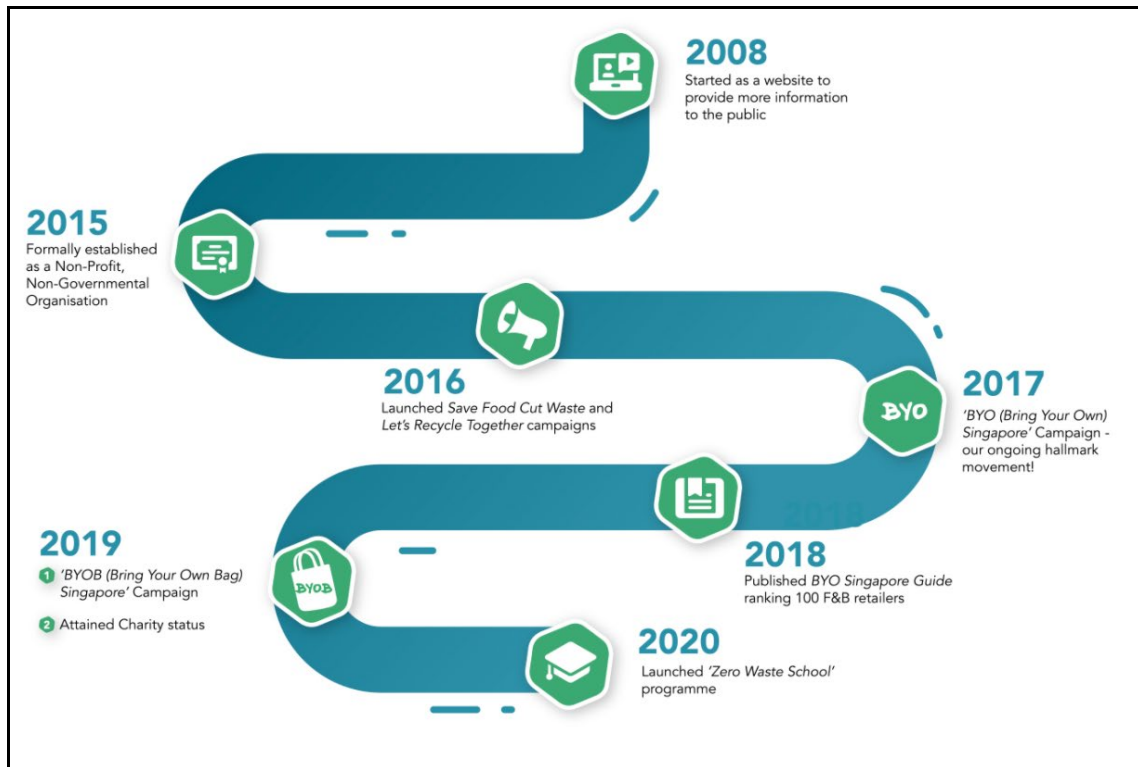 2008
Started as a website to
provide more information
to the public
2015
Formally established
as a Non-Profit,
Non-Governmental
Organisation
2016
Launched Save Food Cut Waste and
Let's Recycle Together campaigns
BYO
2017
'BYO (Bring Your Own)
Singapore' Campaign -
our ongoing hallmark
movement!
2018
2018
Published BYO Singapore Guide
ranking 100 F&B retailers
2019
1 'BYOB (Bring Your Own Bag)
Singapore' Campaign
2 Attained Charity status
BYOB
2020
Launched 'Zero Waste School'
programme